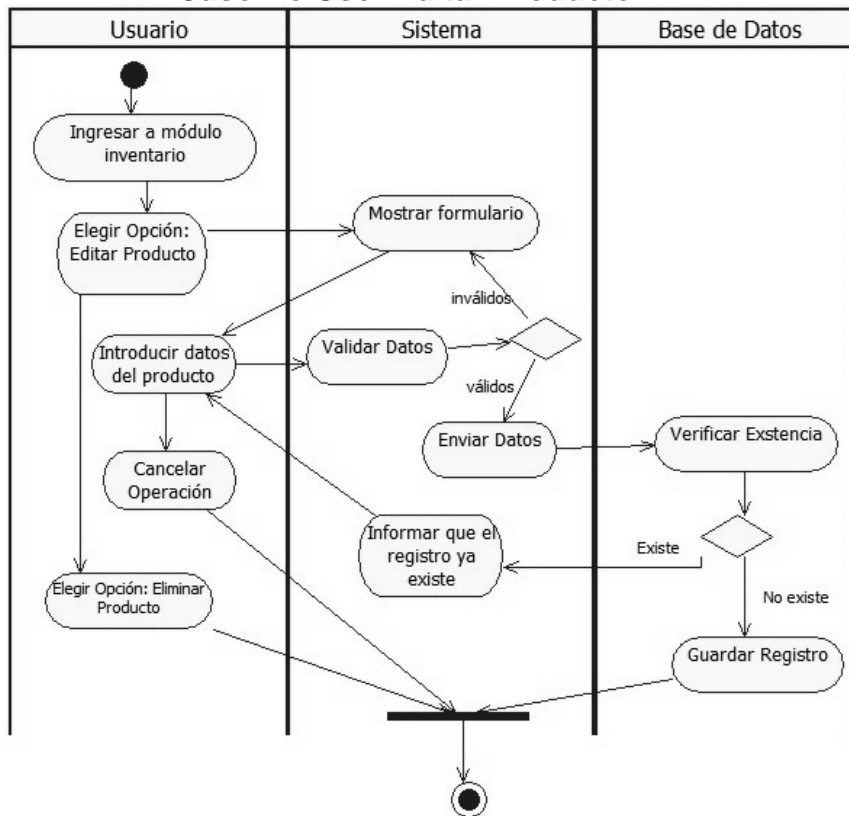 Usuario
Sistema
Base de Datos
Ingresar a módulo
inventario
Elegir Opción:
Editar Producto
Mostrar formulario
inválidos
Introducir datos
del producto
Validar Datos
válidos
Enviar Datos
Verificar Exstencia
Cancelar
Operación
Informar que el
registro ya
existe
Existe
Elegir Opción: Eliminar
Producto
No existe
Guardar Registro